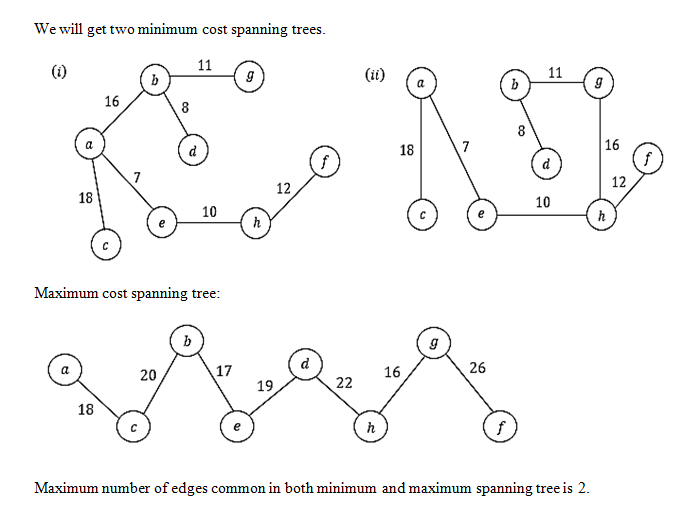 We will get two minimum cost spanning trees.
(i)
b
11
g
16
8
a
d
f
7
18
12
e
10
h
c
(ii)
a
b
11
g
8
18
7
d
16
f
12
10
c
e
h
Maximum cost spanning tree:
b
g
a
20
17
d
16
26
19
22
18
c
e
h
f
Maximum number of edges common in both minimum and maximum spanning tree is 2.